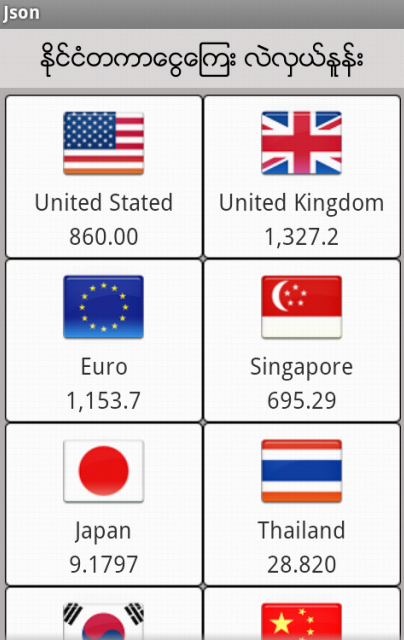 Json
နိုင်ငံတကာငွေကြေး လဲလှယ်နှုန်း
United Stated
United Kingdom
860.00
1,327.2
Euro
Singapore
1,153.7
695.29
Japan
Thailand
9.1797
28.820